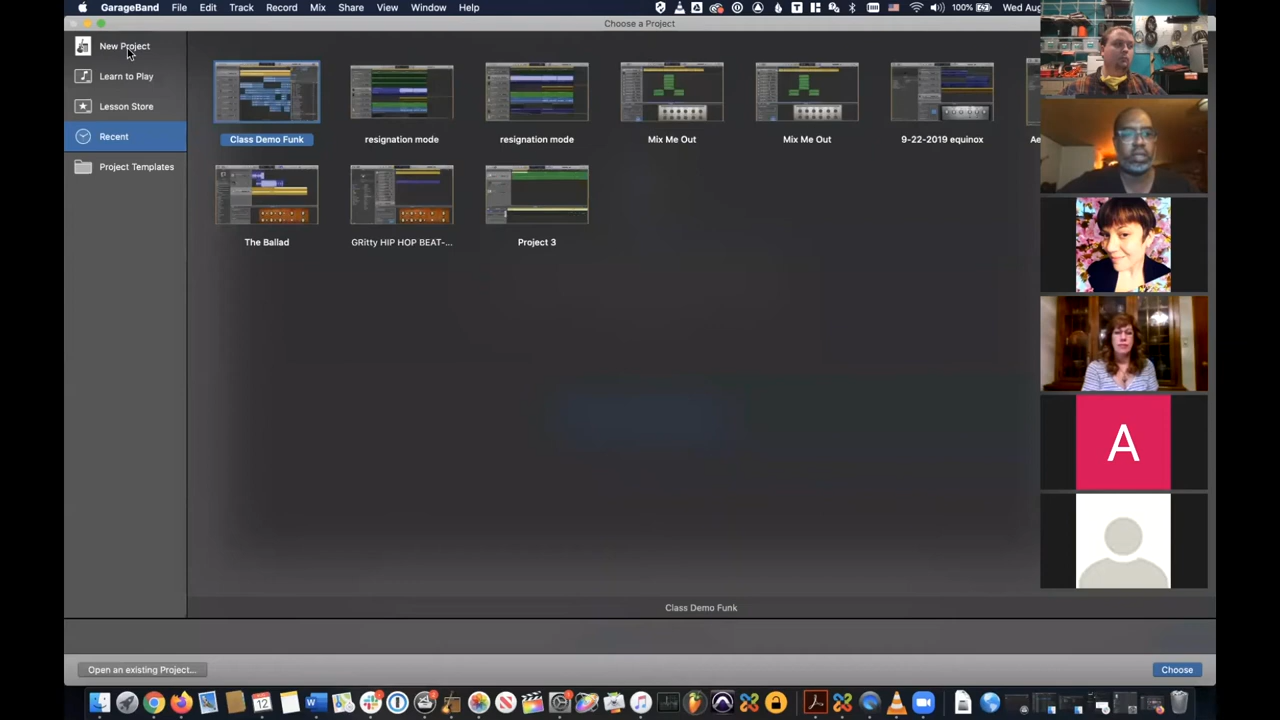 GarageBand File Edit Track Record Mix Share View Window Help 100% Wed Aug
Choose a Project
New Project
Learn to Play
Lesson Store
Recent
Project Templates
Class Demo Funk
resignation mode
resignation mode
Mix Me Out
Mix Me Out
9-22-2019 equinox
The Ballad
GRitty HIP HOP BEAT-...
Project 3
A
Class Demo Funk
Open an existing Project...
Choose